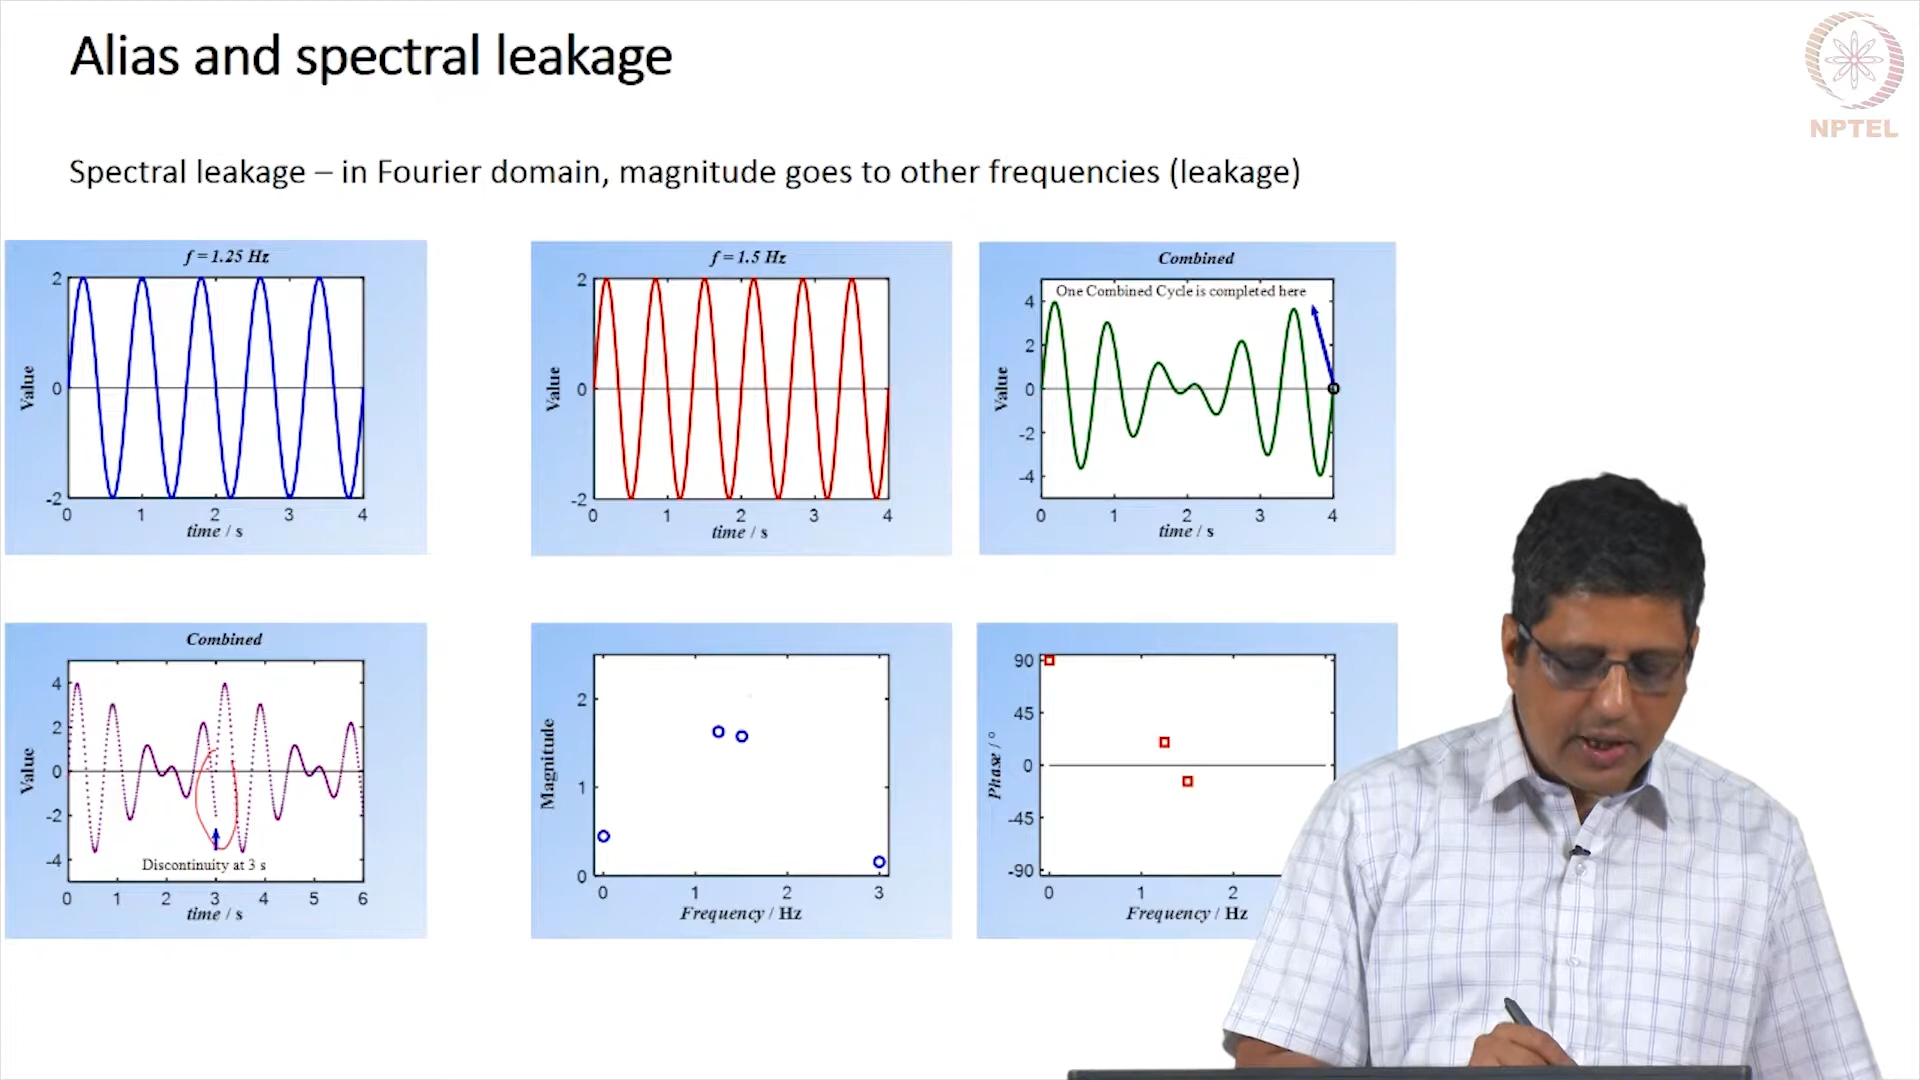 Alias and spectral leakage
NPTEL
Spectral leakage – in Fourier domain, magnitude goes to other frequencies (leakage)
f = 1.25 Hz
2
0
-2
Value
0 1 2 3 4
time / s
f = 1.5 Hz
2
0
-2
Value
0 1 2 3 4
time / s
Combined
One Combined Cycle is completed here
4
2
0
-2
-4
Value
0 1 2 3 4
time / s
Combined
4
2
0
-2
-4
Value
Discontinuity at 3 s
0 1 2 3 4 5 6
time / s
2
1
0
Magnitude
0 1 2 3
Frequency / Hz
90
45
0
-45
-90
Phase / °
0 1 2
Frequency / Hz